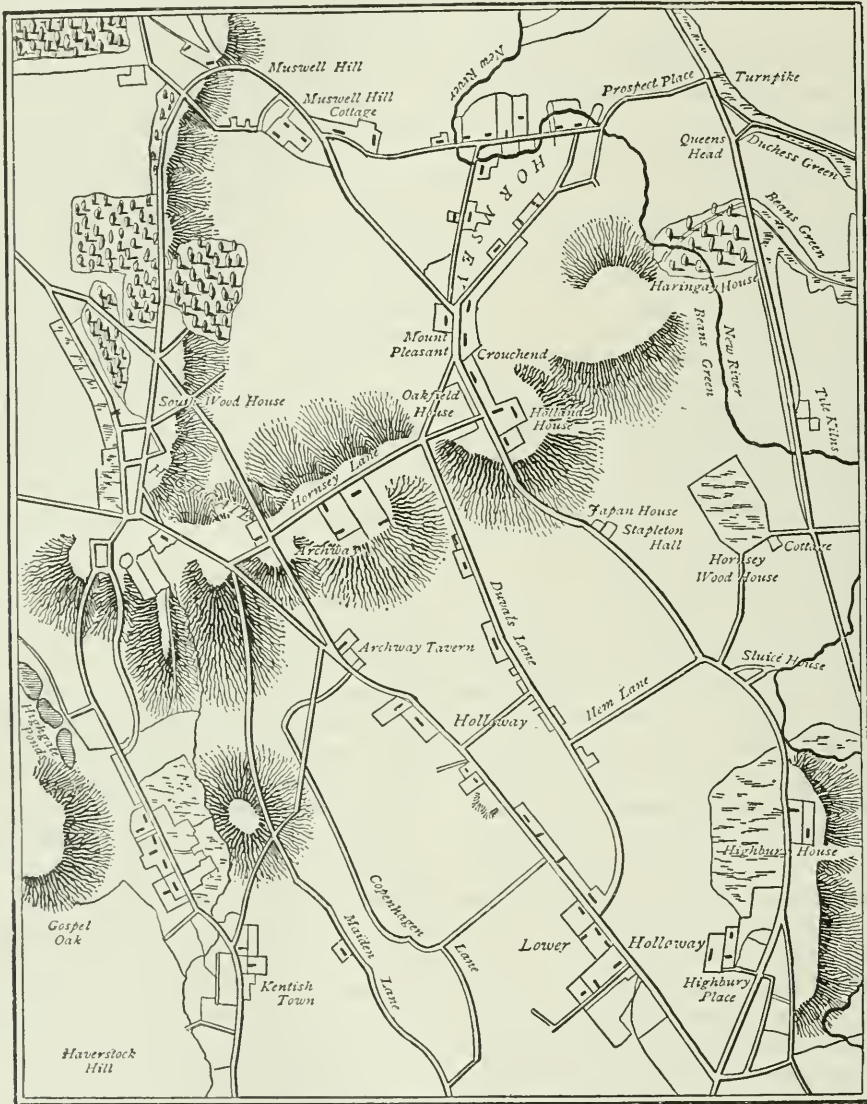 Muswell Hill
Muswell Hill
Cottage
New River
Prospect Place
Turnpike
Queens
Head
Duchess Green
HORNSEY
Beans Green
Haringay House
New River
Beans Green
Mount
Pleasant
Crouchend
South Wood House
Oakfield
House
Holland
House
Tile Kilns
Hornsey Lane
Archway
Japan House
Stapleton
Hall
Hornsey
Wood House
Cottage
Duvals Lane
Archway Tavern
Sluice House
Hem Lane
Holloway
Highgate
Pond
Highbury House
Gospel
Oak
Copenhagen
Lane
Maiden
Lane
Lower Holloway
Highbury
Place
Kentish
Town
Haverstock
Hill